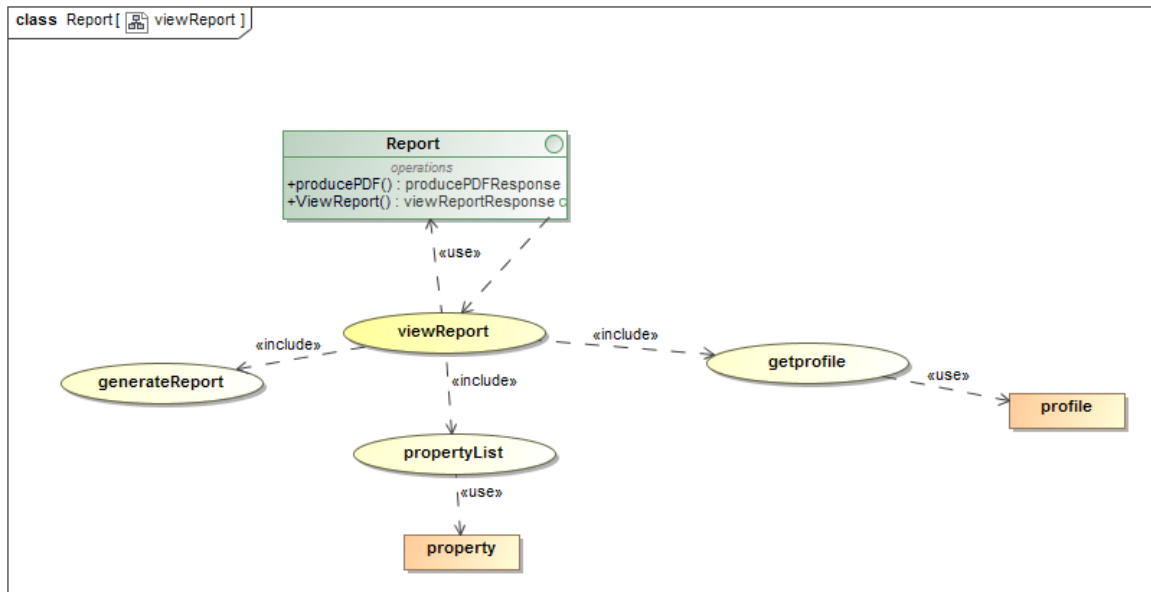 class Report[ viewReport ]
Report
operations
+producePDF() : producePDFResponse
+ViewReport() : viewReportResponse
«use»
viewReport
«include»
«include»
generateReport
getprofile
«include»
«use»
profile
propertyList
«use»
property